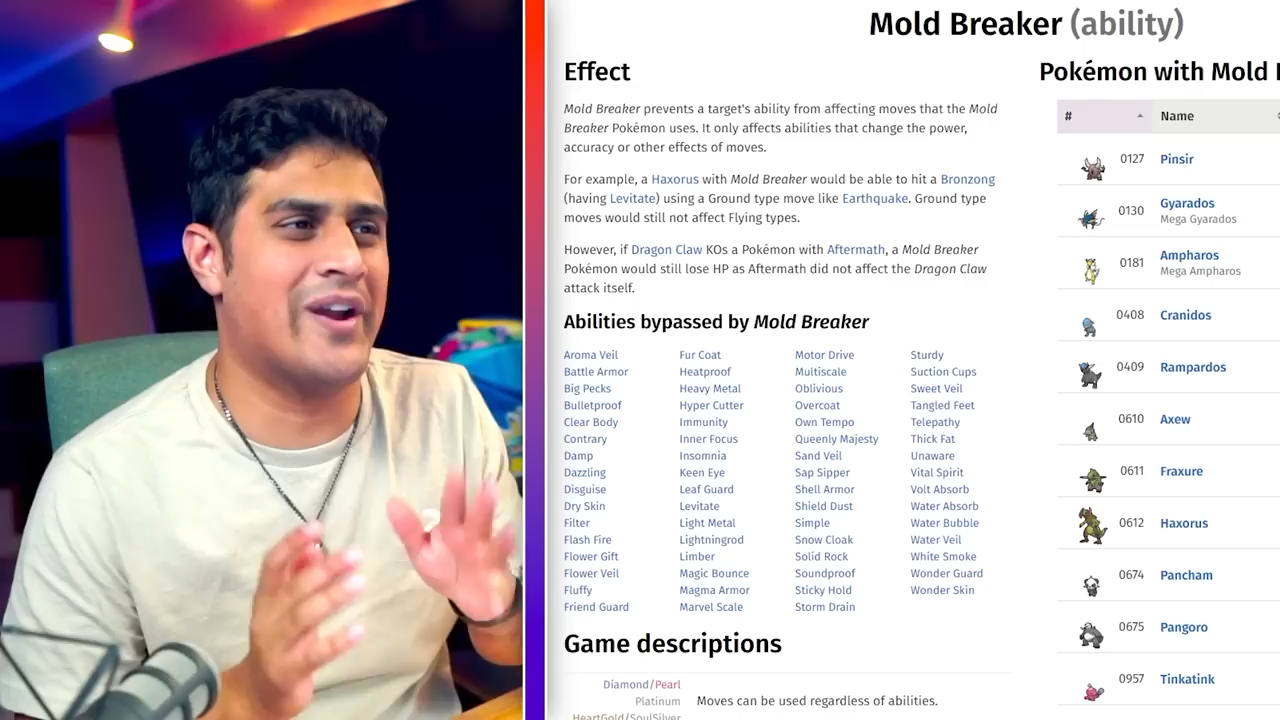 Mold Breaker (ability)
Effect
Mold Breaker prevents a target's ability from affecting moves that the Mold
Breaker Pokémon uses. It only affects abilities that change the power,
accuracy or other effects of moves.
For example, a Haxorus with Mold Breaker would be able to hit a Bronzong
(having Levitate) using a Ground type move like Earthquake. Ground type
moves would still not affect Flying types.
However, if Dragon Claw KOs a Pokémon with Aftermath, a Mold Breaker
Pokémon would still lose HP as Aftermath did not affect the Dragon Claw
attack itself.
Abilities bypassed by Mold Breaker
Aroma Veil Fur Coat Motor Drive Sturdy
Battle Armor Heatproof Multiscale Suction Cups
Big Pecks Heavy Metal Oblivious Sweet Veil
Bulletproof Hyper Cutter Overcoat Tangled Feet
Clear Body Immunity Own Tempo Telepathy
Contrary Inner Focus Queenly Majesty Thick Fat
Damp Insomnia Sand Veil Unaware
Dazzling Keen Eye Sap Sipper Vital Spirit
Disguise Leaf Guard Shell Armor Volt Absorb
Dry Skin Levitate Shield Dust Water Absorb
Filter Light Metal Simple Water Bubble
Flash Fire Lightningrod Snow Cloak Water Veil
Flower Gift Limber Solid Rock White Smoke
Flower Veil Magic Bounce Soundproof Wonder Guard
Fluffy Magma Armor Sticky Hold Wonder Skin
Friend Guard Marvel Scale Storm Drain
Game descriptions
Diamond/Pearl
Platinum
HeartGold/SoulSilver
Moves can be used regardless of abilities.
Pokémon with Mold
# Name
0127 Pinsir
0130 Gyarados
Mega Gyarados
0181 Ampharos
Mega Ampharos
0408 Cranidos
0409 Rampardos
0610 Axew
0611 Fraxure
0612 Haxorus
0674 Pancham
0675 Pangoro
0957 Tinkatink